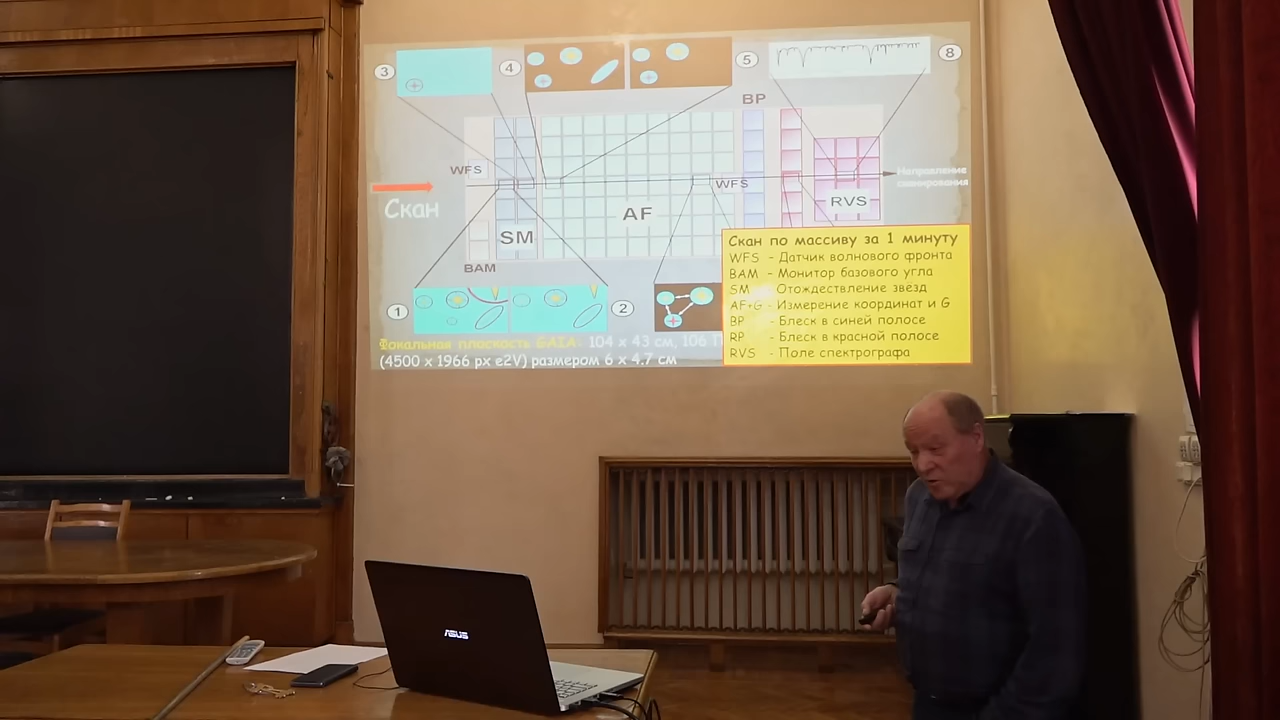 3
4
5
8
BP
WFS
Направление
сканирования
Скан
WFS
RVS
AF
SM
BAM
1
2
Скан по массиву за 1 минуту
WFS - Датчик волнового фронта
BAM - Монитор базового угла
SM - Отождествление звезд
AF+G - Измерение координат и G
BP - Блеск в синей полосе
RP - Блеск в красной полосе
RVS - Поле спектрографа
Фокальная плоскость GAIA: 104 x 43 см, 106 П
(4500 x 1966 px e2V) размером 6 x 4.7 см
ASUS